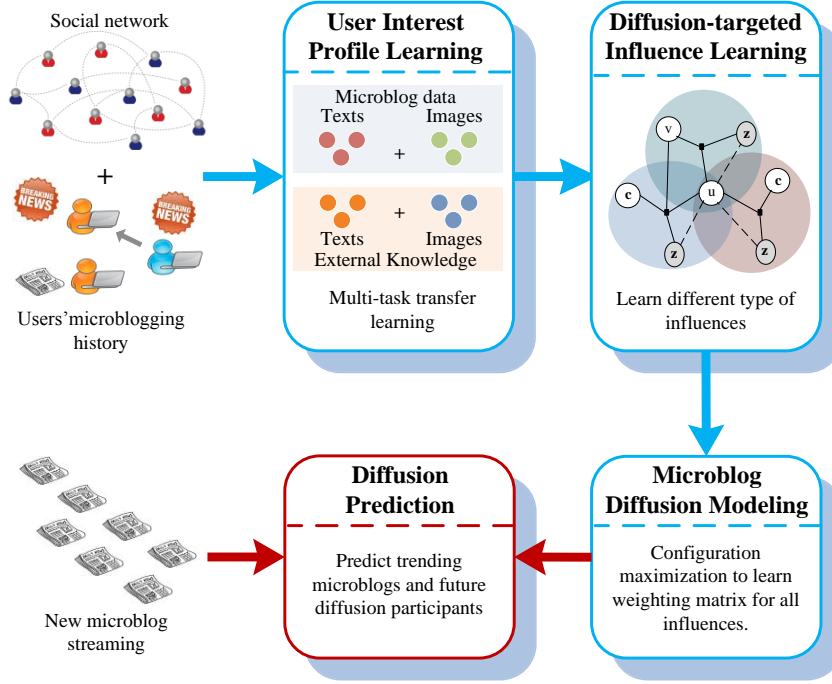 Social network
+
BREAKING
NEWS
BREAKING
NEWS
Users'microblogging
history
User Interest
Profile Learning
Microblog data
Texts
Images
+
+
Texts
Images
External Knowledge
Multi-task transfer
learning
Diffusion-targeted
Influence Learning
v
z
c
u
c
z
z
Learn different type of
influences
New microblog
streaming
Diffusion
Prediction
Predict trending
microblogs and future
diffusion participants
Microblog
Diffusion Modeling
Configuration
maximization to learn
weighting matrix for all
influences.